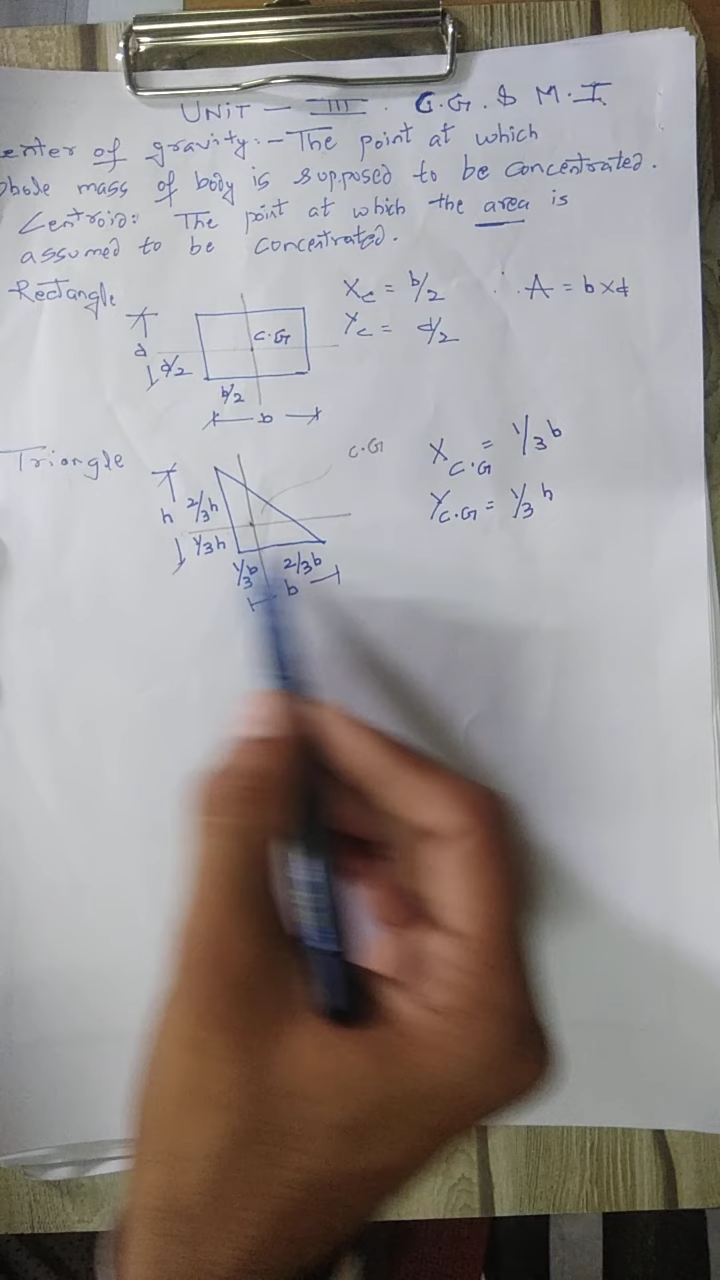 UNIT - III. C.G. & M.I
enter of gravity:- The point at which
hole mass of body is supposed to be concentrated.
Centroid: The point at which the area is
assumed to be concentrated.
Rectangle
Xc = b/2 ∴ A = b×d
Yc = d/2
C.G
d
d/2
b/2
b
Triangle
C.G
X C.G = 1/3 b
Y C.G = 1/3 h
h
2/3h
1/3h
1/3b 2/3b
b